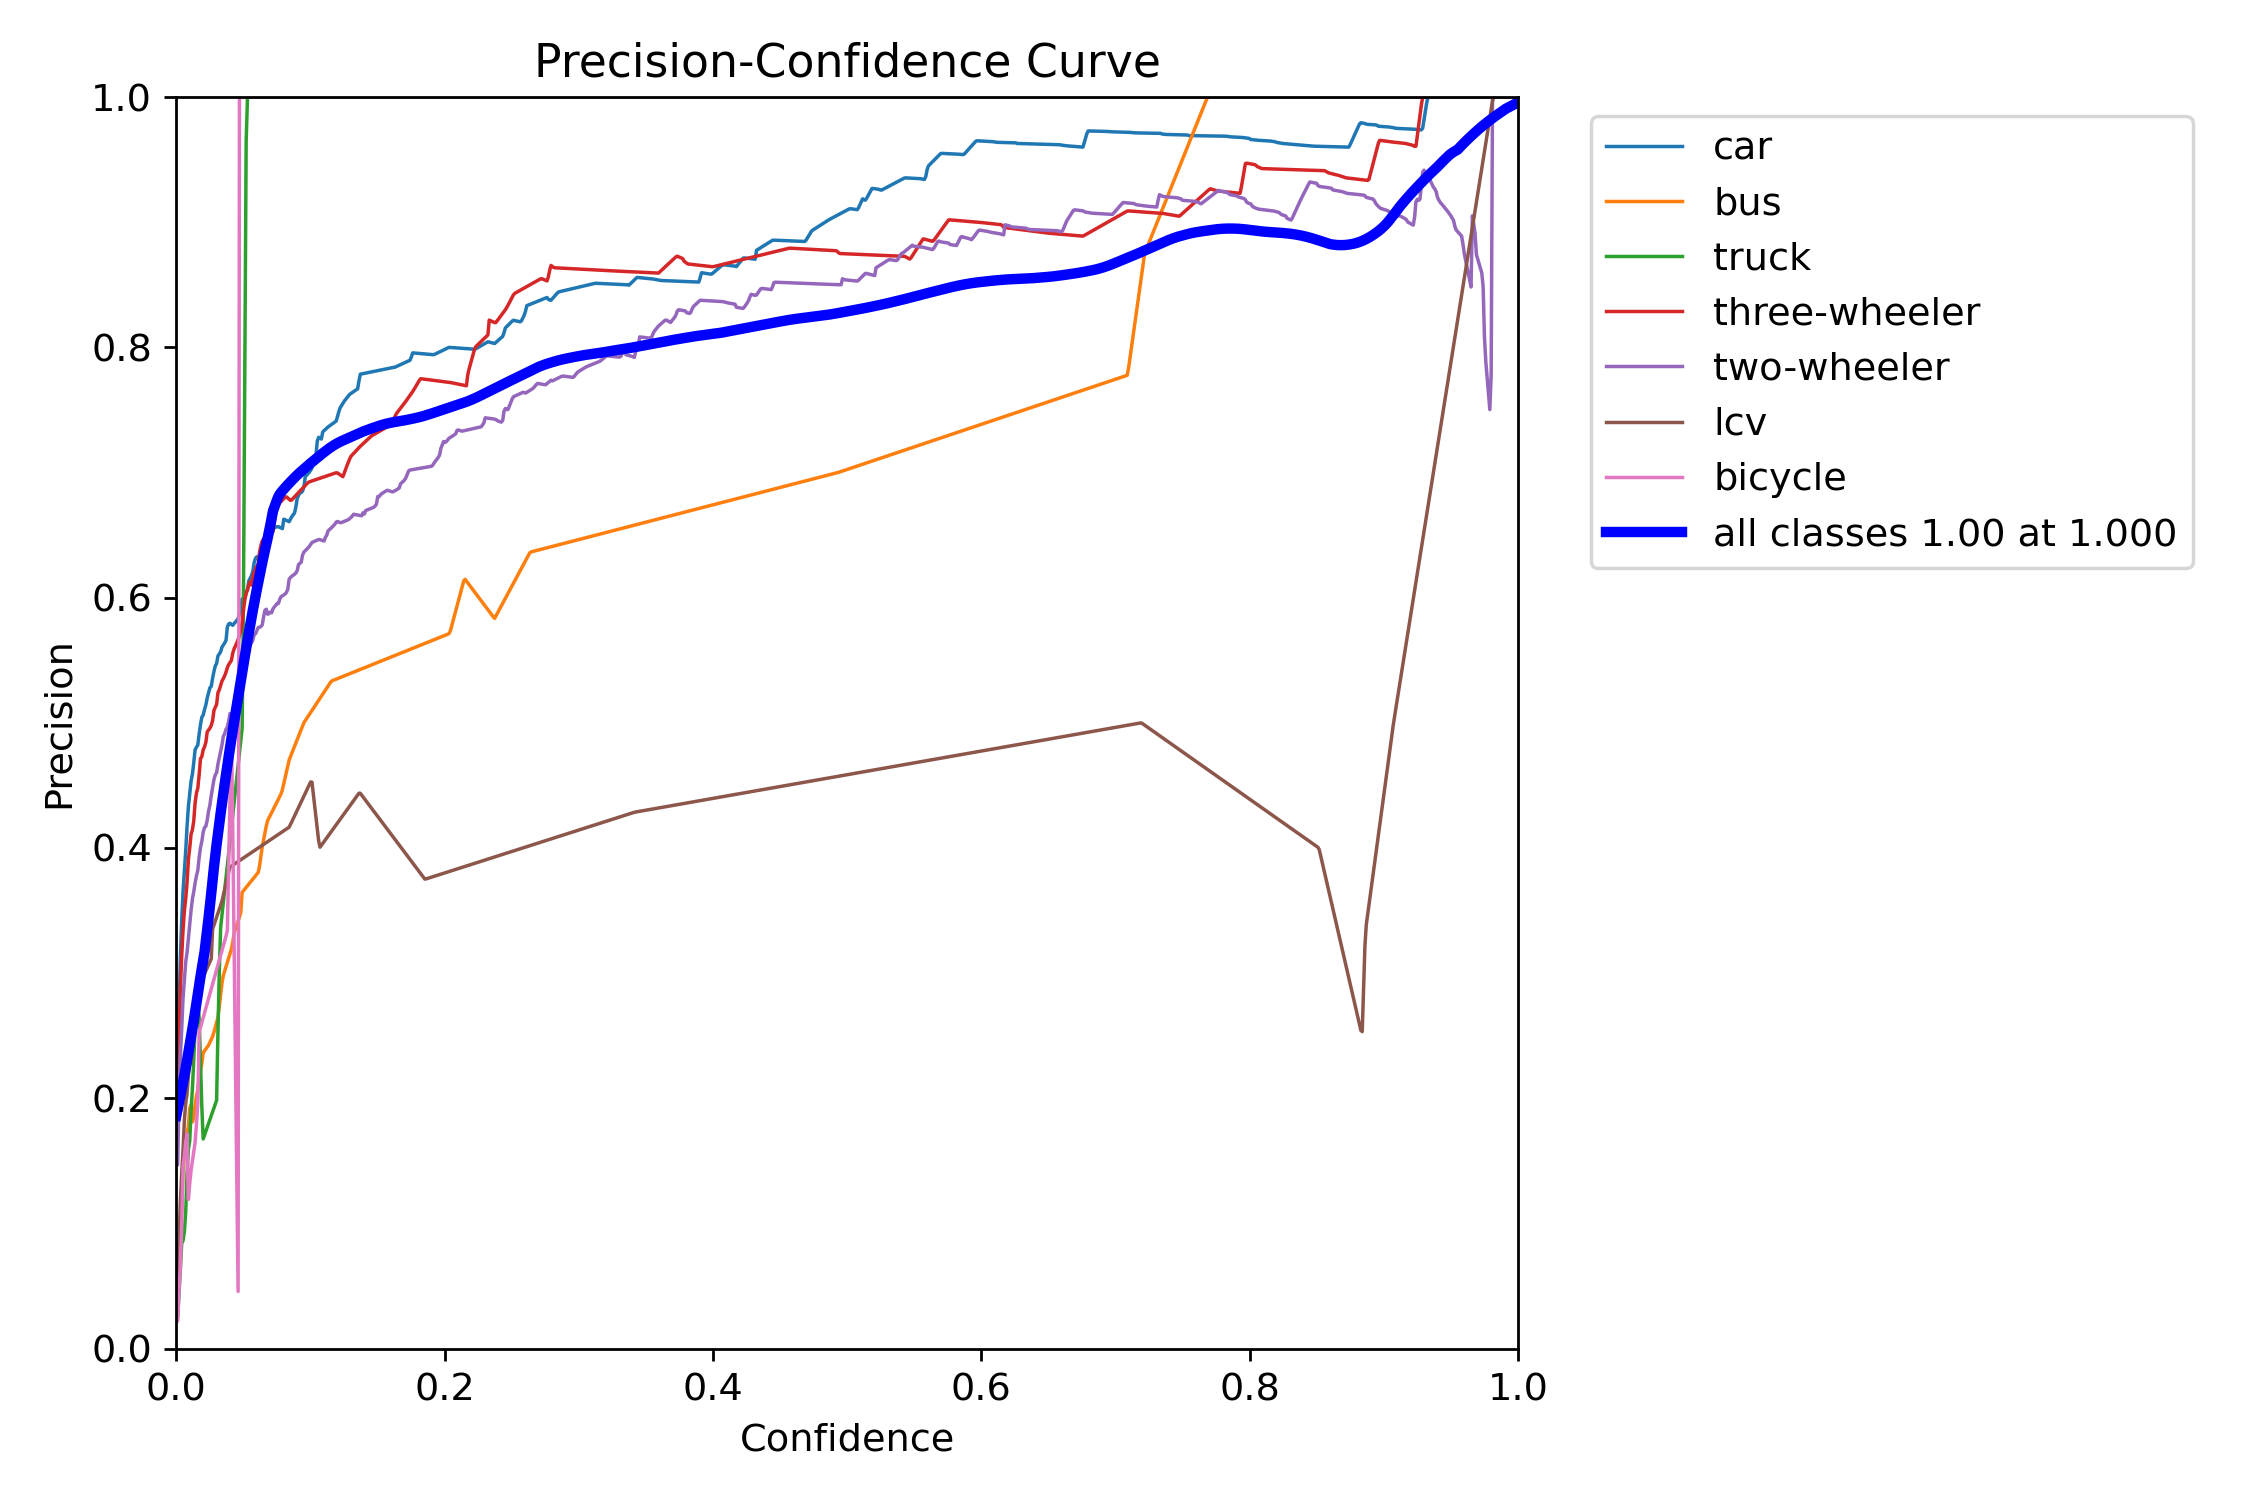 Precision-Confidence Curve
1.0
0.8
0.6
0.4
0.2
0.0
Precision
0.0
0.2
0.4
0.6
0.8
1.0
Confidence
car
bus
truck
three-wheeler
two-wheeler
lcv
bicycle
all classes 1.00 at 1.000